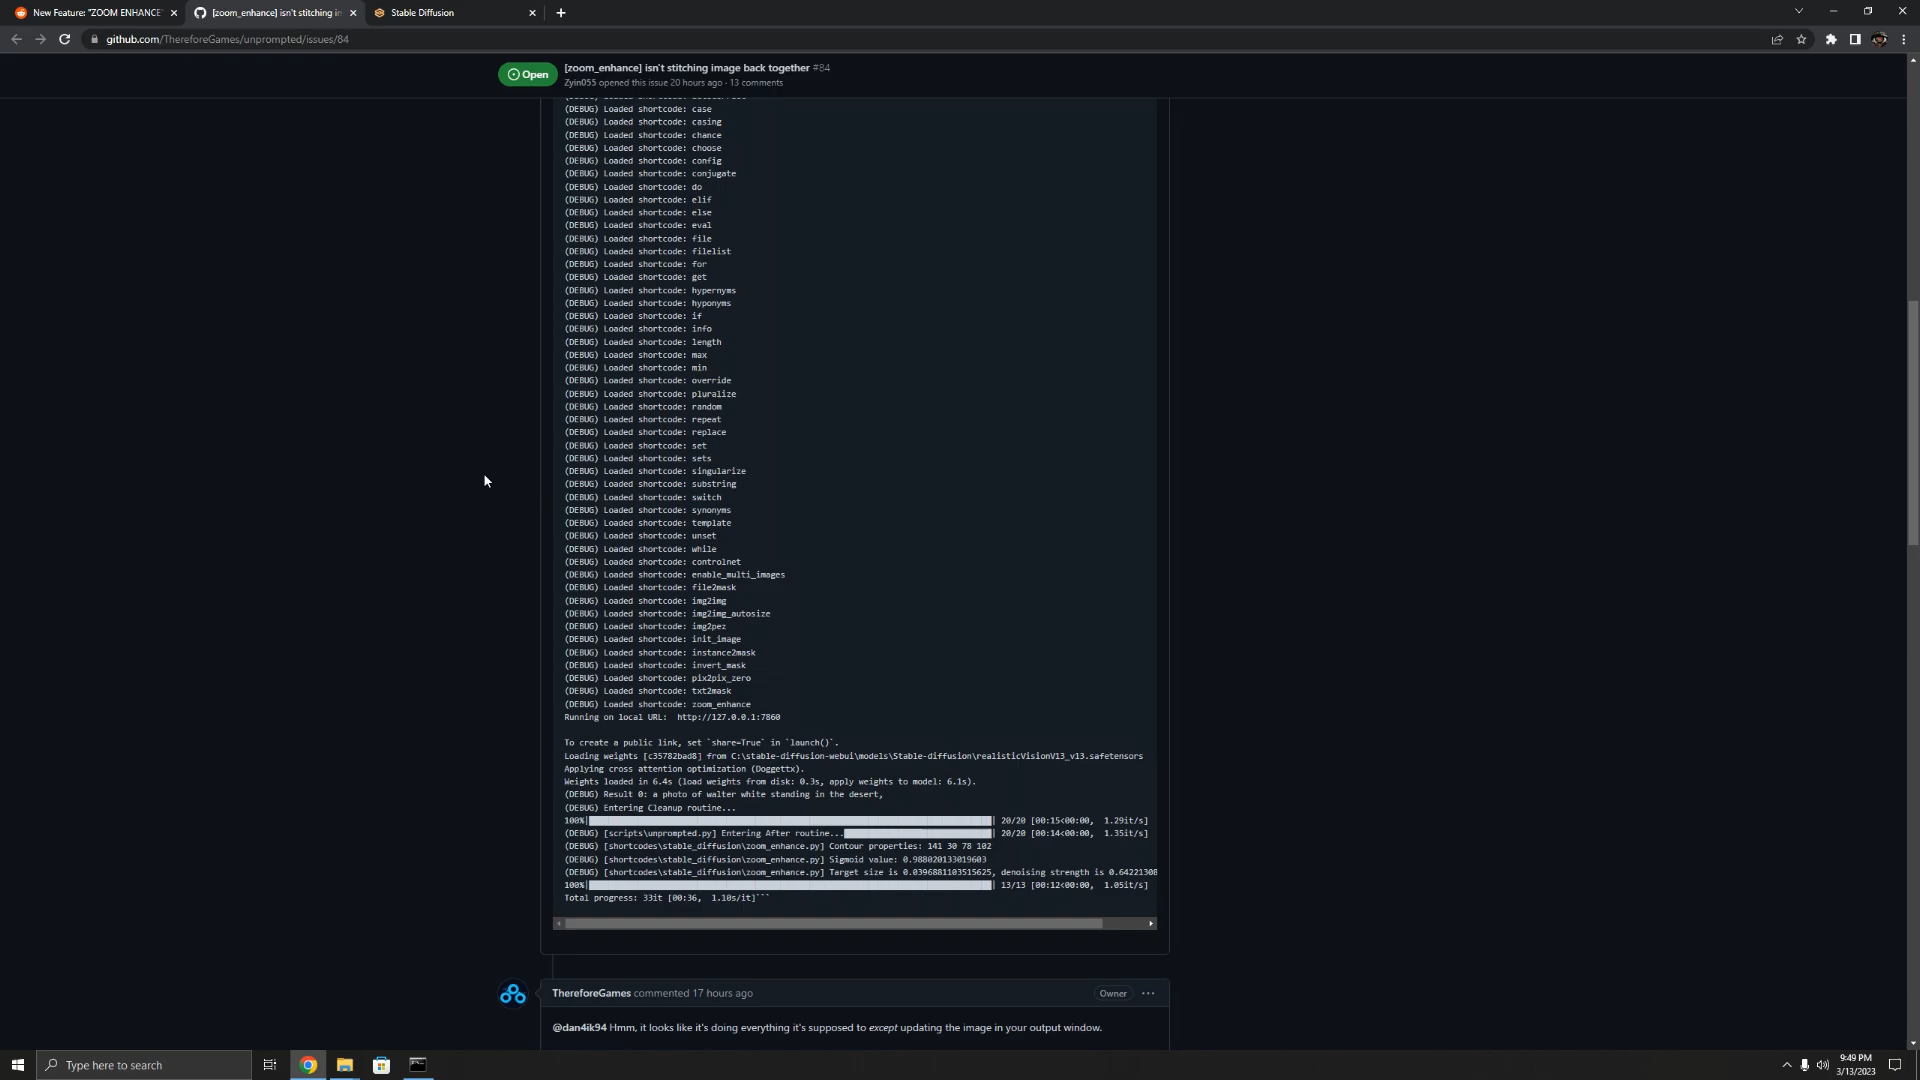 New Feature: "ZOOM ENHANCE"
[zoom_enhance] isn't stitching im
Stable Diffusion
github.com/ThereforeGames/unprompted/issues/84
Open
[zoom_enhance] isn't stitching image back together #84
Zyin055 opened this issue 20 hours ago · 13 comments
(DEBUG) Loaded shortcode: case
(DEBUG) Loaded shortcode: casing
(DEBUG) Loaded shortcode: chance
(DEBUG) Loaded shortcode: choose
(DEBUG) Loaded shortcode: config
(DEBUG) Loaded shortcode: conjugate
(DEBUG) Loaded shortcode: do
(DEBUG) Loaded shortcode: elif
(DEBUG) Loaded shortcode: else
(DEBUG) Loaded shortcode: eval
(DEBUG) Loaded shortcode: file
(DEBUG) Loaded shortcode: filelist
(DEBUG) Loaded shortcode: for
(DEBUG) Loaded shortcode: get
(DEBUG) Loaded shortcode: hypernyms
(DEBUG) Loaded shortcode: hyponyms
(DEBUG) Loaded shortcode: if
(DEBUG) Loaded shortcode: info
(DEBUG) Loaded shortcode: length
(DEBUG) Loaded shortcode: max
(DEBUG) Loaded shortcode: min
(DEBUG) Loaded shortcode: override
(DEBUG) Loaded shortcode: pluralize
(DEBUG) Loaded shortcode: random
(DEBUG) Loaded shortcode: repeat
(DEBUG) Loaded shortcode: replace
(DEBUG) Loaded shortcode: set
(DEBUG) Loaded shortcode: sets
(DEBUG) Loaded shortcode: singularize
(DEBUG) Loaded shortcode: substring
(DEBUG) Loaded shortcode: switch
(DEBUG) Loaded shortcode: synonyms
(DEBUG) Loaded shortcode: template
(DEBUG) Loaded shortcode: unset
(DEBUG) Loaded shortcode: while
(DEBUG) Loaded shortcode: controlnet
(DEBUG) Loaded shortcode: enable_multi_images
(DEBUG) Loaded shortcode: file2mask
(DEBUG) Loaded shortcode: img2img
(DEBUG) Loaded shortcode: img2img_autosize
(DEBUG) Loaded shortcode: img2pez
(DEBUG) Loaded shortcode: init_image
(DEBUG) Loaded shortcode: instance2mask
(DEBUG) Loaded shortcode: invert_mask
(DEBUG) Loaded shortcode: pix2pix_zero
(DEBUG) Loaded shortcode: txt2mask
(DEBUG) Loaded shortcode: zoom_enhance
Running on local URL:  http://127.0.0.1:7860
To create a public link, set `share=True` in `launch()`.
Loading weights [c35782bad8] from C:\stable-diffusion-webui\models\Stable-diffusion\realisticVisionV13_v13.safetensors
Applying cross attention optimization (Doggettx).
Weights loaded in 6.4s (load weights from disk: 0.3s, apply weights to model: 6.1s).
(DEBUG) Result 0: a photo of walter white standing in the desert,
(DEBUG) Entering Cleanup routine...
100%| | 20/20 [00:15<00:00,  1.29it/s]
(DEBUG) [scripts\unprompted.py] Entering After routine... | 20/20 [00:14<00:00,  1.35it/s]
(DEBUG) [shortcodes\stable_diffusion\zoom_enhance.py] Contour properties: 141 30 78 102
(DEBUG) [shortcodes\stable_diffusion\zoom_enhance.py] Sigmoid value: 0.988020133019603
(DEBUG) [shortcodes\stable_diffusion\zoom_enhance.py] Target size is 0.0396881103515625, denoising strength is 0.64221308
100%| | 13/13 [00:12<00:00,  1.05it/s]
Total progress: 33it [00:36,  1.10s/it]```
ThereforeGames commented 17 hours ago
Owner
@dan4ik94 Hmm, it looks like it's doing everything it's supposed to except updating the image in your output window.
Type here to search
9:49 PM
3/13/2023